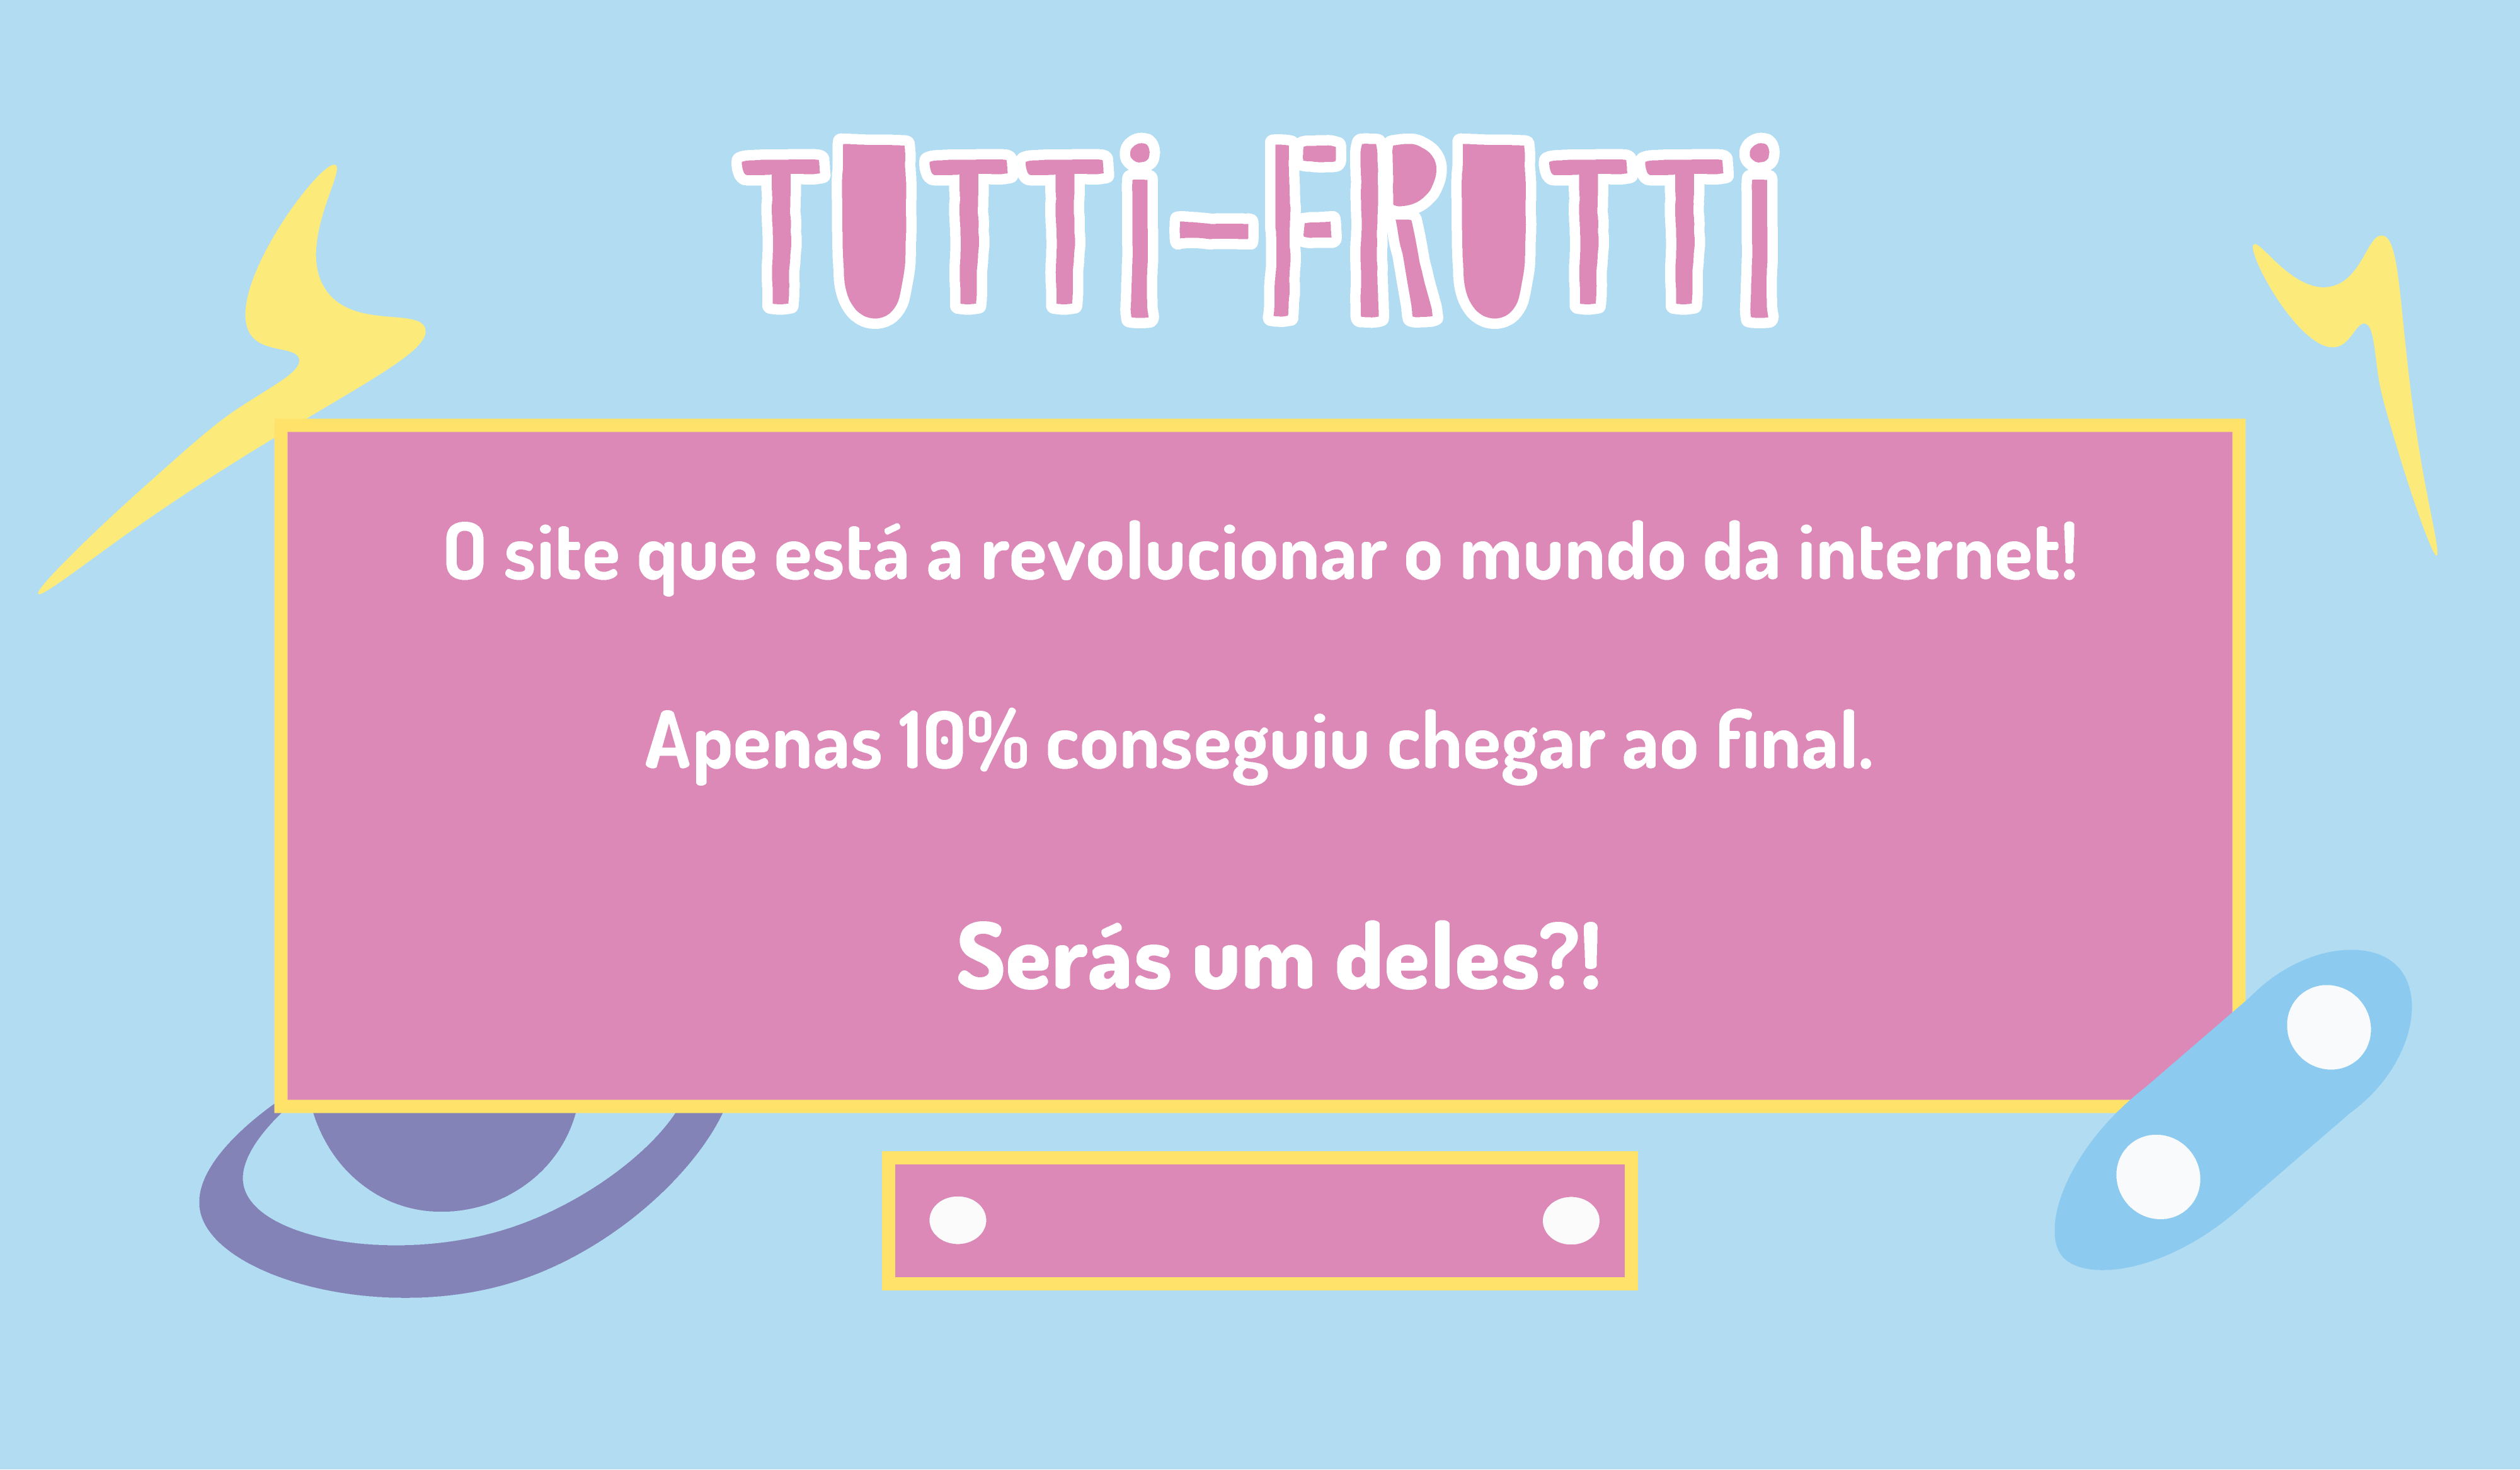 TUTTi-FRUTTi
O site que está a revolucionar o mundo da internet!
Apenas 10% conseguiu chegar ao final.
Serás um deles?!